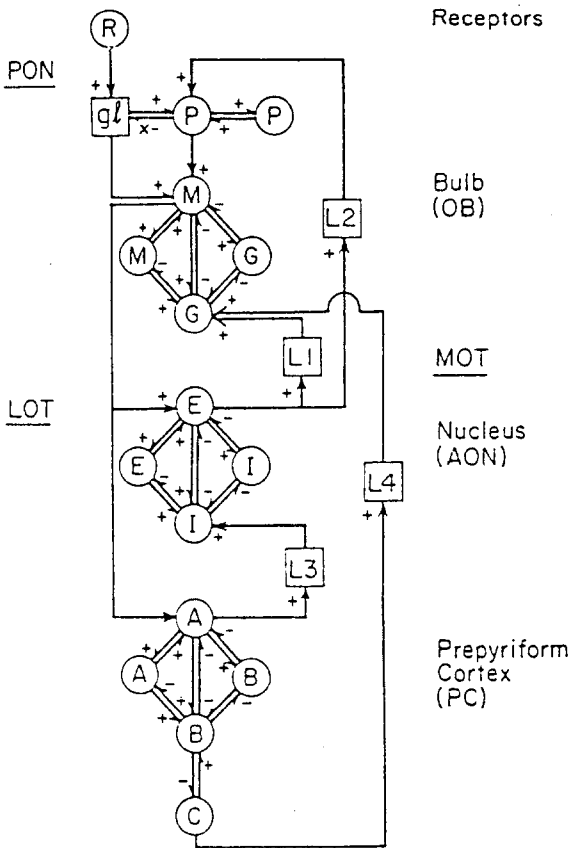 R
Receptors
PON
+ +
gl + P + P
x- +
+ + M -
Bulb
(OB)
L2
+
+ + - +
M - G
+ + - -
G +
+
L1
+
MOT
LOT
+ E -
Nucleus
(AON)
+ + - +
E - I
+ + - -
I
+
L4
+
L3
+
A -
+ + - +
A - B
+ + - -
B
+
-
C
Prepyriform
Cortex
(PC)